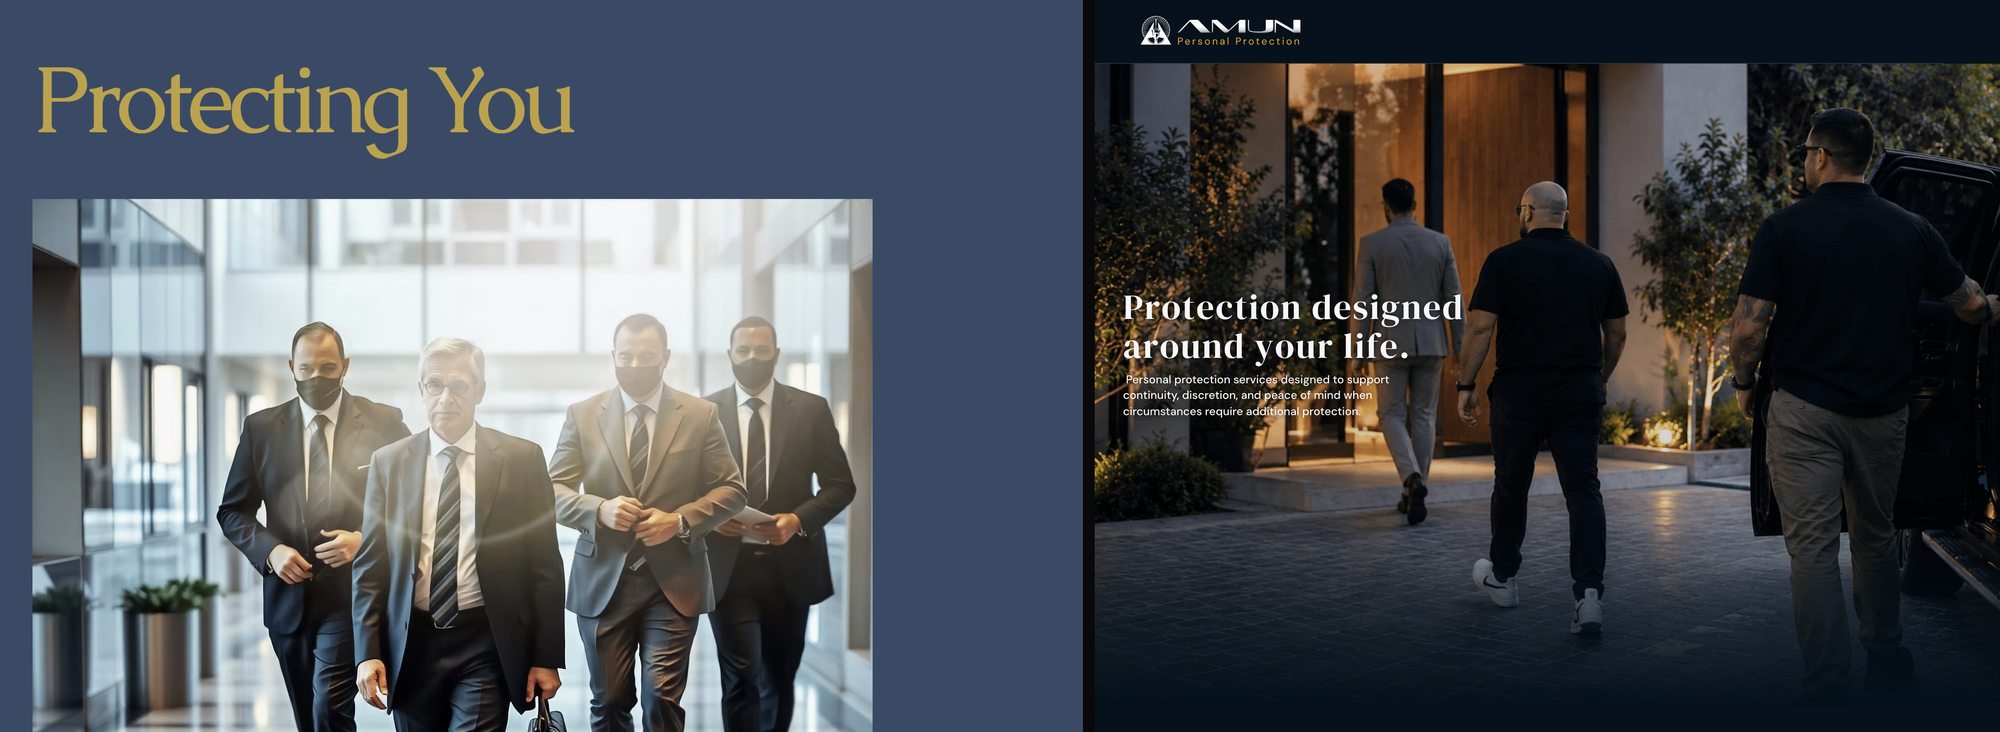 Protecting You
AMUN
Personal Protection
Protection designed
around your life.
Personal protection services designed to support
continuity, discretion, and peace of mind when
circumstances require additional protection.